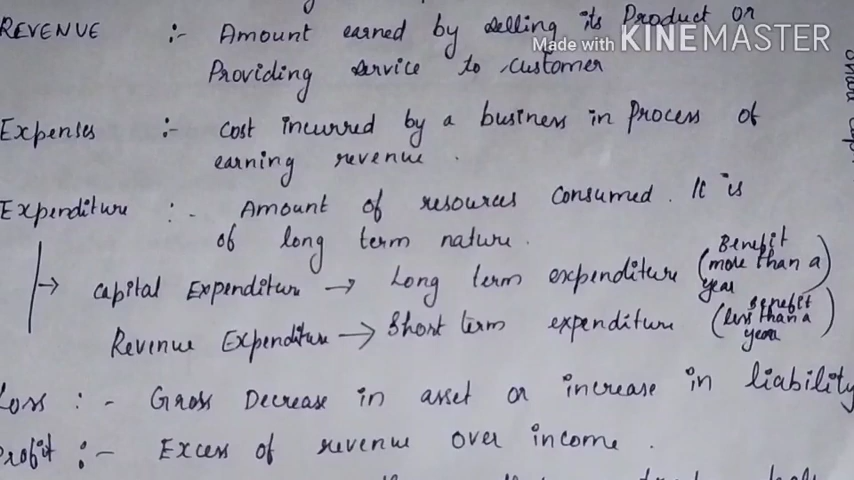 REVENUE :- Amount earned by selling its Product or
Made with KINEMASTER
Providing service to customer
Expenses :- cost incurred by a business in Process of
earning revenue.
Expenditure :- Amount of resources consumed. It is
of long term nature.
→ capital Expenditure → Long term expenditure (Benefit more than a year)
Revenue Expenditure → Short term expenditure (Benefit less than a year)
Loss :- Gross Decrease in asset or increase in liability
Profit :- Excess of revenue over income.